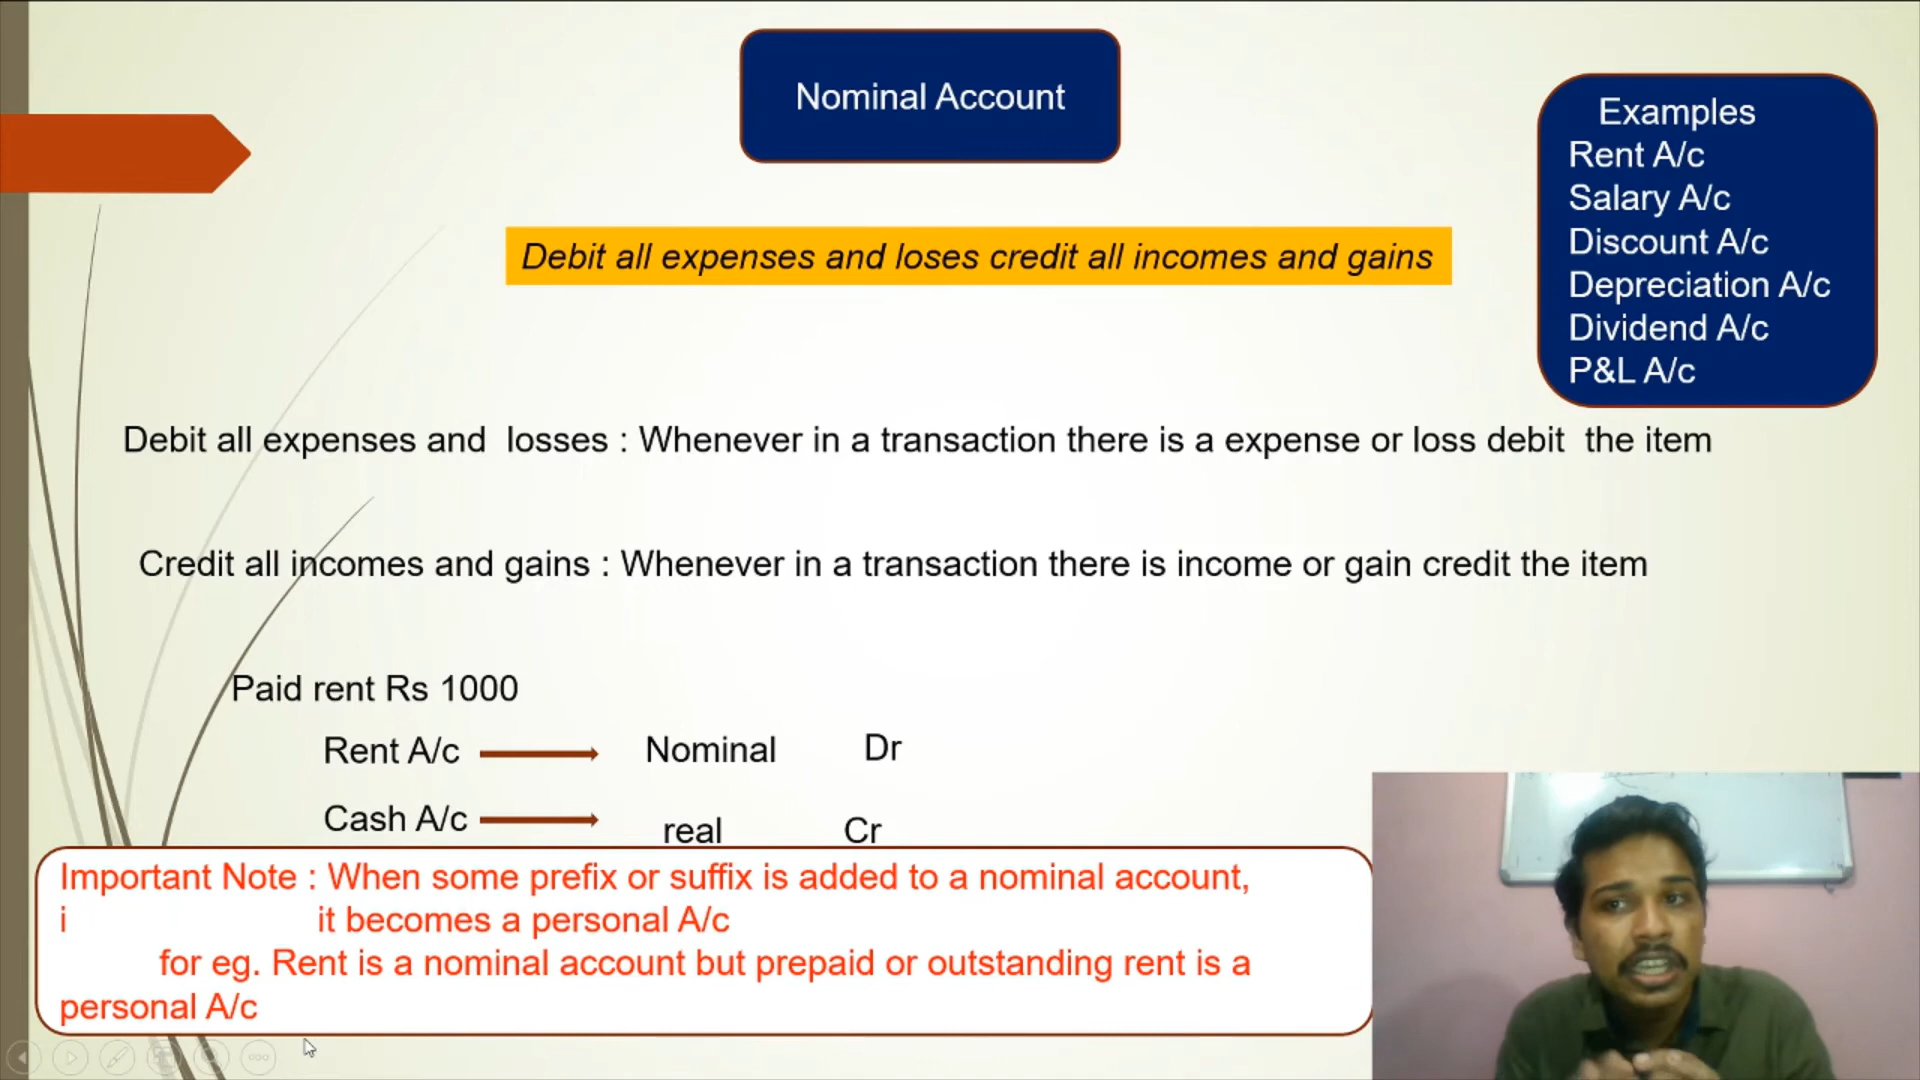 Nominal Account
Examples
Rent A/c
Salary A/c
Discount A/c
Depreciation A/c
Dividend A/c
P&L A/c
Debit all expenses and loses credit all incomes and gains
Debit all expenses and  losses : Whenever in a transaction there is a expense or loss debit  the item
Credit all incomes and gains : Whenever in a transaction there is income or gain credit the item
Paid rent Rs 1000
Rent A/c Nominal Dr
Cash A/c real Cr
Important Note : When some prefix or suffix is added to a nominal account,
i it becomes a personal A/c
for eg. Rent is a nominal account but prepaid or outstanding rent is a
personal A/c